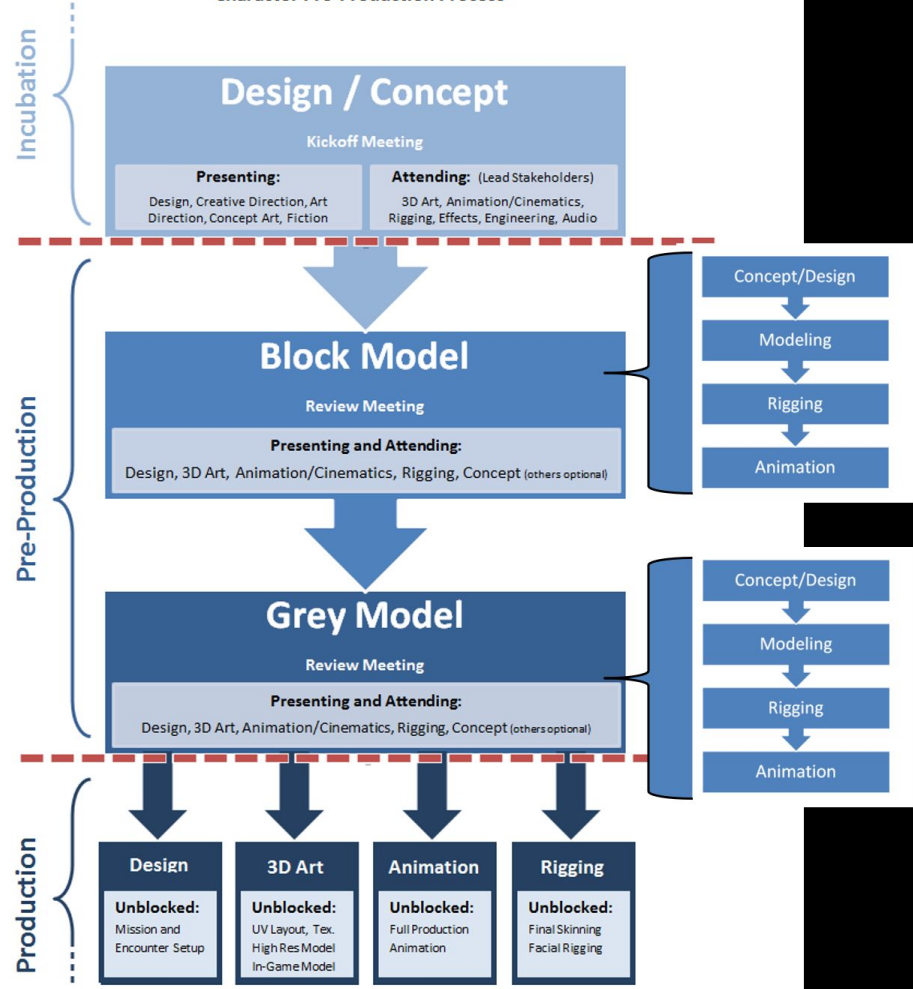 Character Pre-Production Process
Incubation
Design / Concept
Kickoff Meeting
Presenting:
Design, Creative Direction, Art
Direction, Concept Art, Fiction
Attending: (Lead Stakeholders)
3D Art, Animation/Cinematics,
Rigging, Effects, Engineering, Audio
Pre-Production
Block Model
Review Meeting
Presenting and Attending:
Design, 3D Art, Animation/Cinematics, Rigging, Concept (others optional)
Concept/Design
Modeling
Rigging
Animation
Grey Model
Review Meeting
Presenting and Attending:
Design, 3D Art, Animation/Cinematics, Rigging, Concept (others optional)
Concept/Design
Modeling
Rigging
Animation
Production
Design
Unblocked:
Mission and
Encounter Setup
3D Art
Unblocked:
UV Layout, Tex.
High Res Model
In-Game Model
Animation
Unblocked:
Full Production
Animation
Rigging
Unblocked:
Final Skinning
Facial Rigging